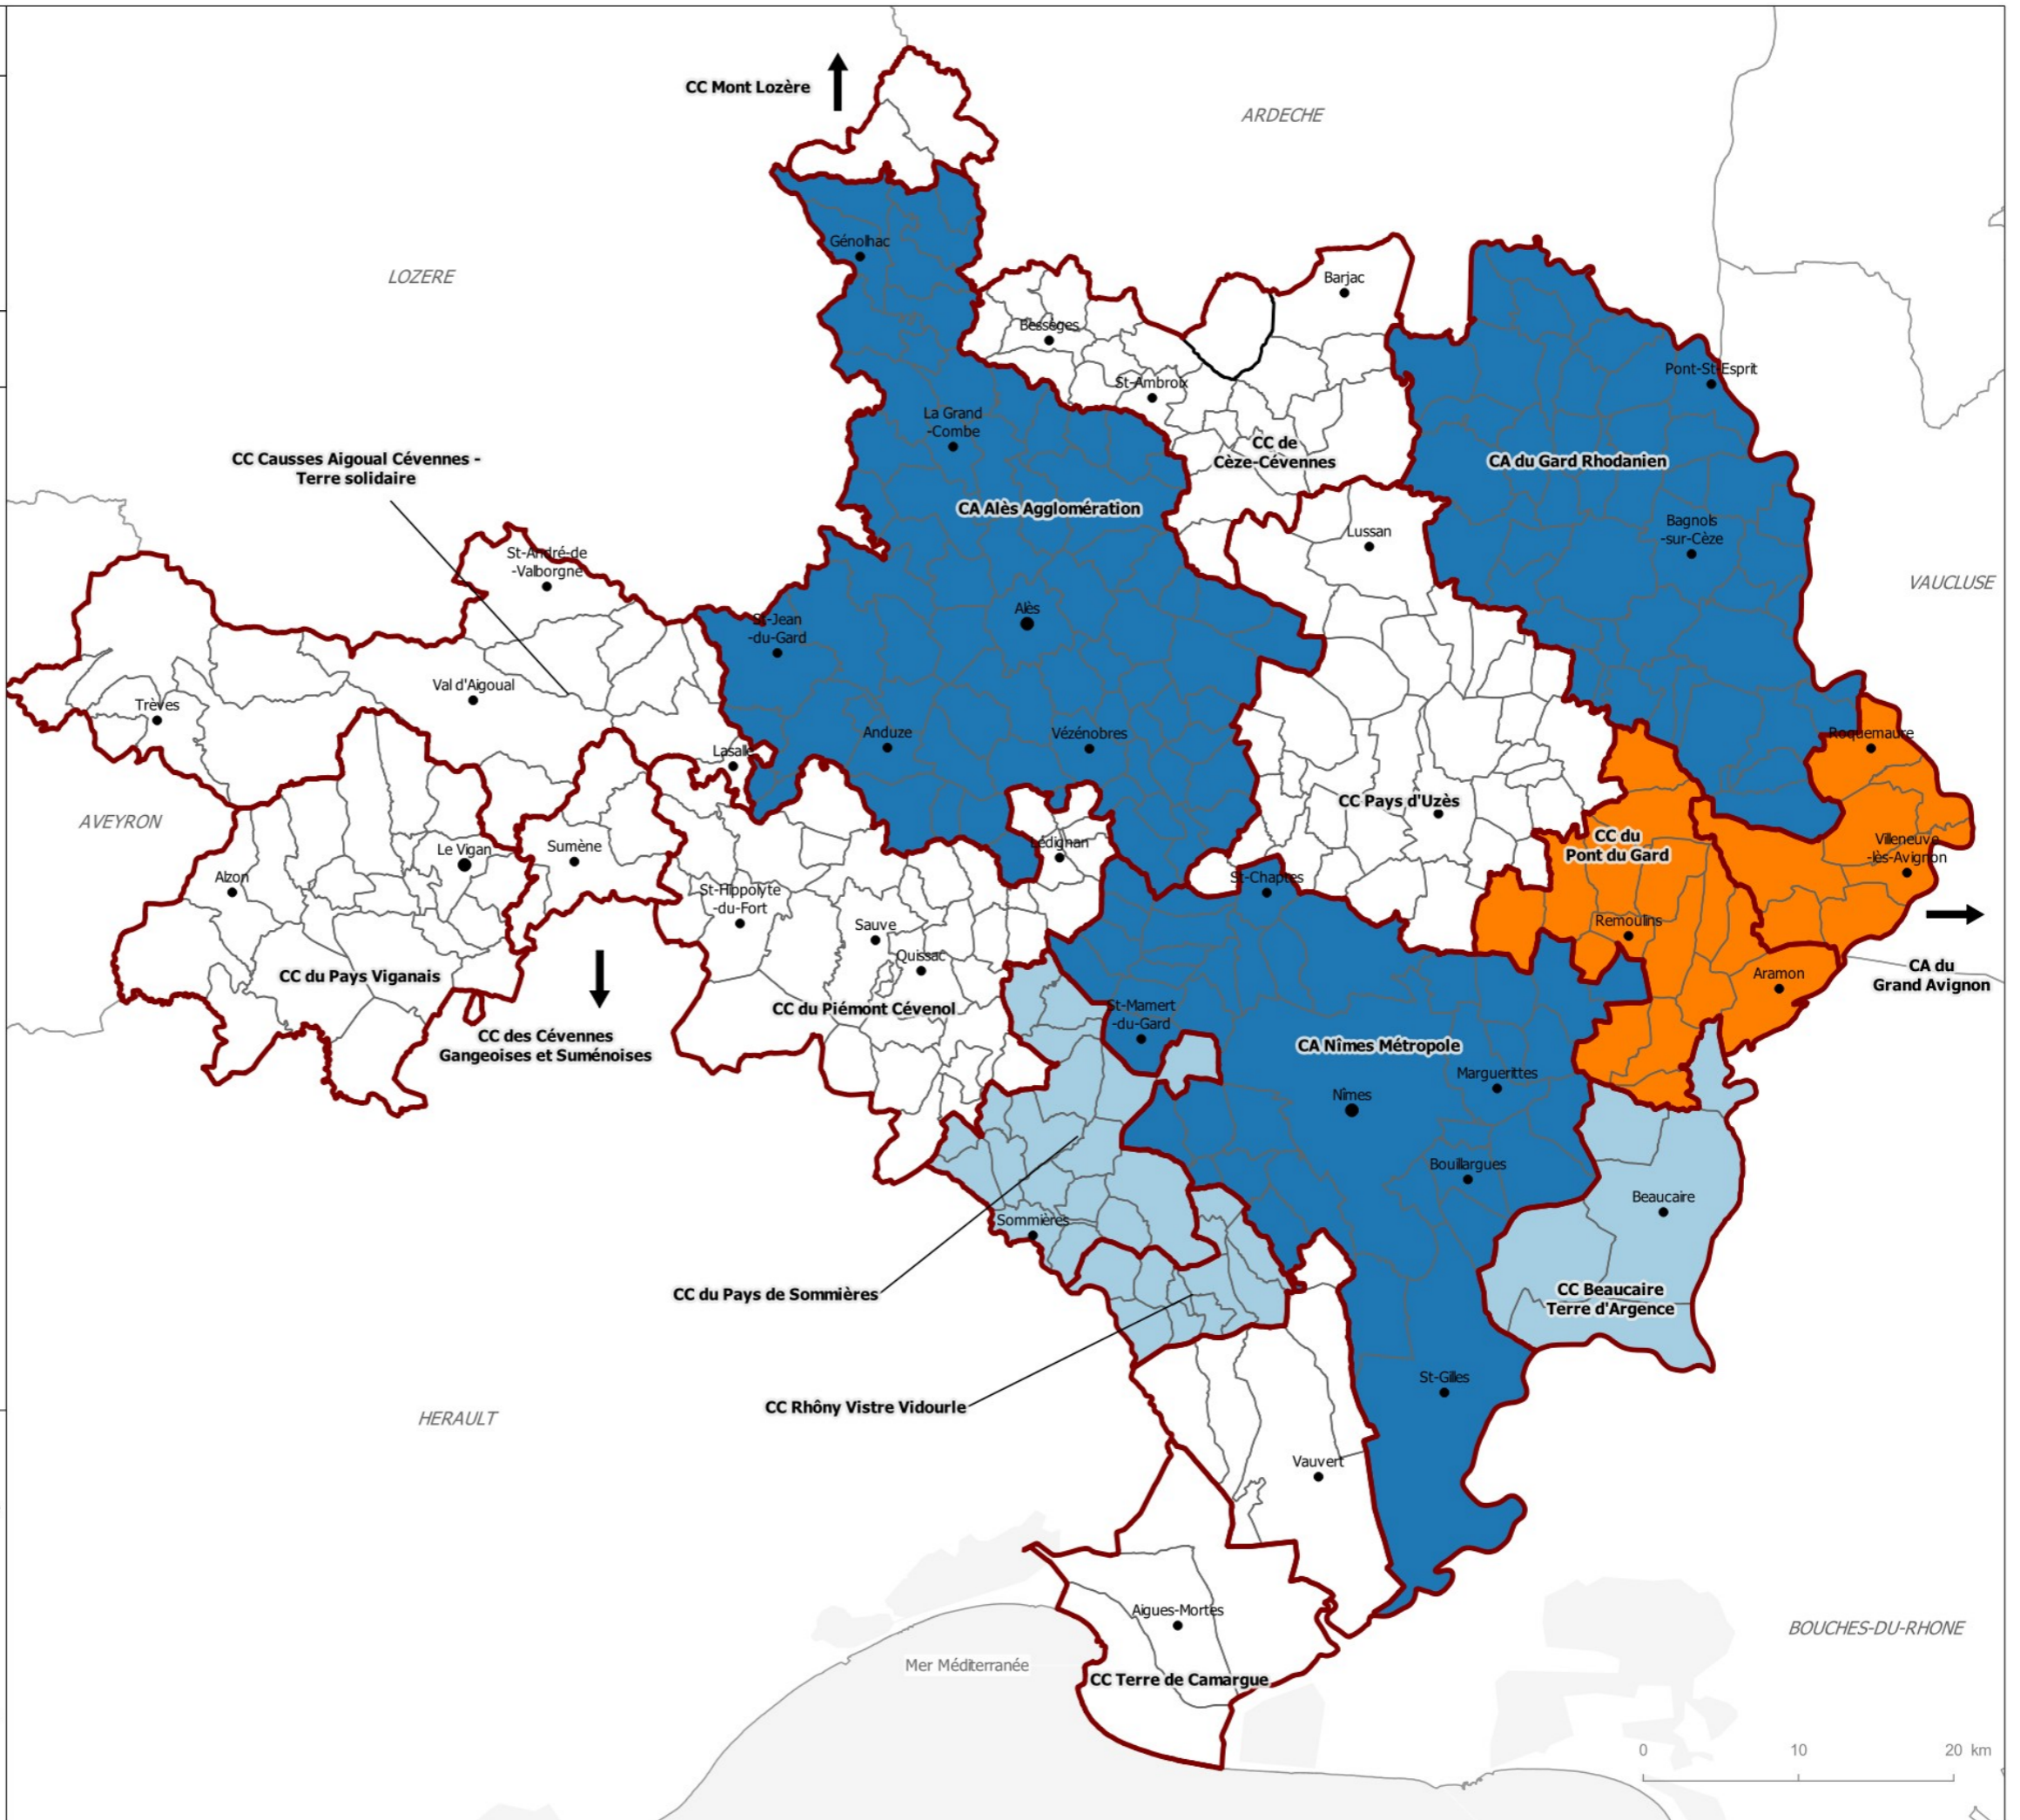 CC Mont Lozère
ARDECHE
Génolhac
LOZERE
Barjac
Bessèges
Pont-St-Esprit
St-Ambroix
La Grand
-Combe
CC de
Cèze-Cévennes
CA du Gard Rhodanien
CC Causses Aigoual Cévennes -
Terre solidaire
CA Alès Agglomération
Bagnols
-sur-Cèze
Lussan
St-André-de
-Valborgne
VAUCLUSE
Alès
St-Jean
-du-Gard
Val d'Aigoual
Trèves
Anduze
Vézénobres
Roquemaure
Lasalle
CC Pays d'Uzès
AVEYRON
CC du
Pont du Gard
Villeneuve
-lès-Avignon
Le Vigan
Sumène
Lédignan
Alzon
St-Chaptes
St-Hippolyte
-du-Fort
Sauve
Remoulins
Quissac
CC du Pays Viganais
Aramon
CA du
Grand Avignon
CC du Piémont Cévenol
St-Mamert
-du-Gard
CC des Cévennes
Gangeoises et Suménoises
CA Nîmes Métropole
Marguerittes
Nîmes
Bouillargues
Beaucaire
Sommières
CC du Pays de Sommières
CC Beaucaire
Terre d'Argence
St-Gilles
CC Rhôny Vistre Vidourle
HERAULT
Vauvert
Aigues-Mortes
BOUCHES-DU-RHONE
Mer Méditerranée
CC Terre de Camargue
0 10 20 km